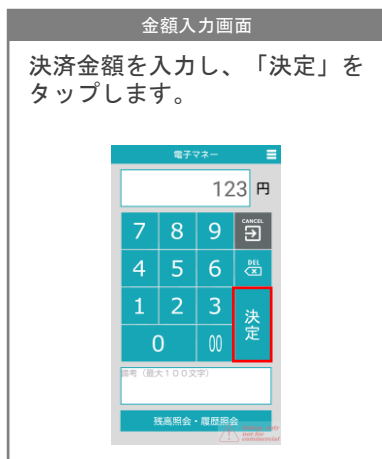 金額入力画面
決済金額を入力し、「決定」を
タップします。
電子マネー
123 円
7 8 9 CANCEL
4 5 6 DEL
1 2 3
決定
0 00
備考（最大１００文字）
残高照会・履歴照会
not for
commercial